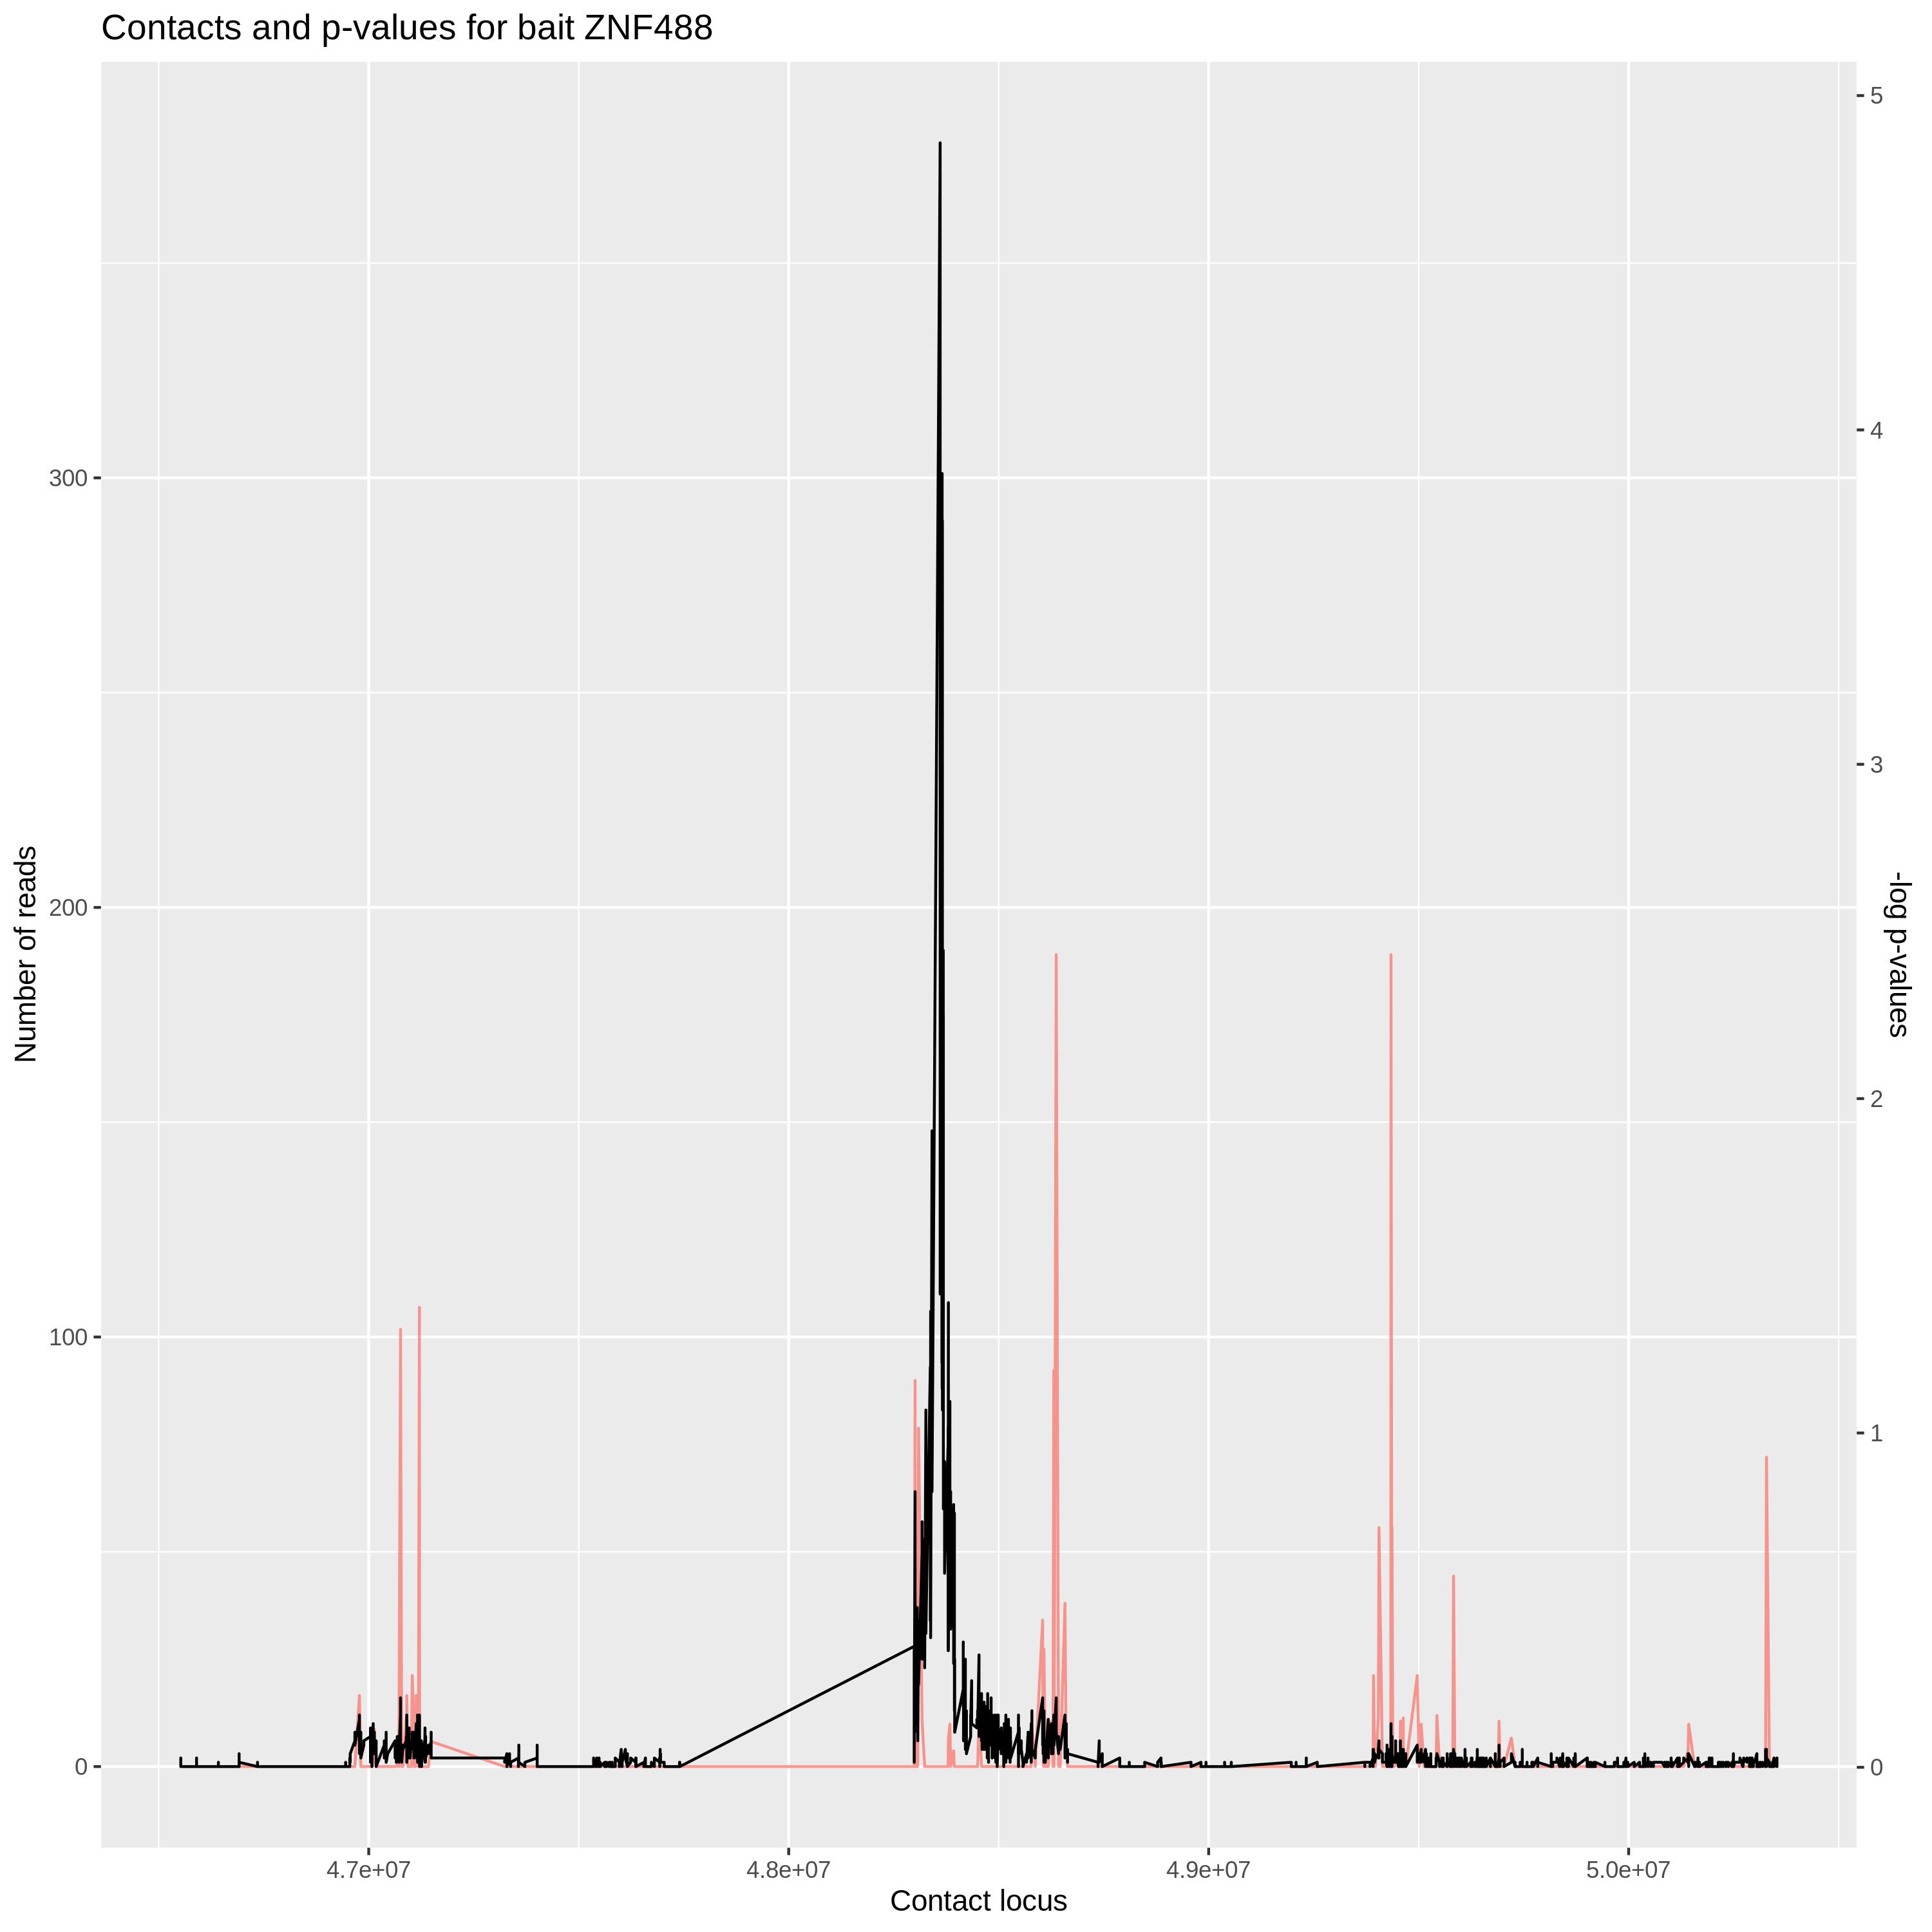 Contacts and p-values for bait ZNF488
Number of reads
300
200
100
0
5
4
3
2
1
0
-log p-values
4.7e+07
4.8e+07
4.9e+07
5.0e+07
Contact locus